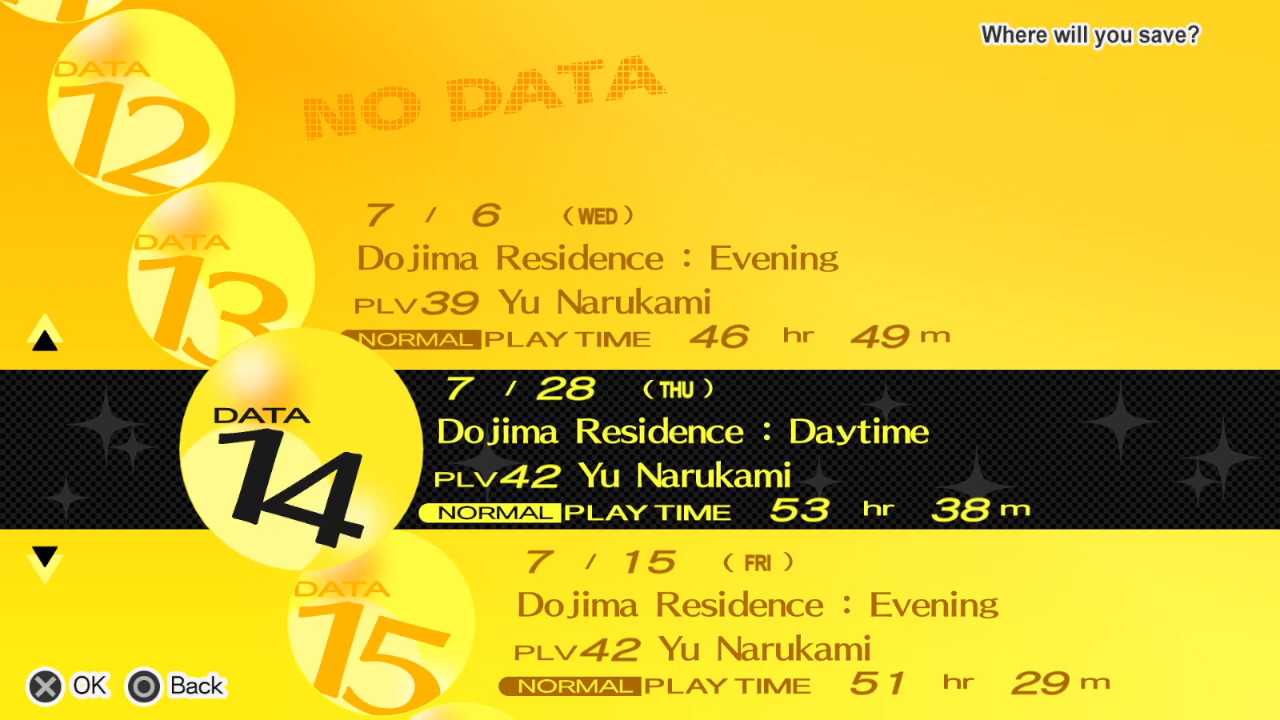 Where will you save?
DATA
12
NO DATA
DATA
13
7 / 6 (WED)
Dojima Residence : Evening
PLV39 Yu Narukami
NORMAL PLAY TIME 46 hr 49 m
DATA
14
7 / 28 (THU)
Dojima Residence : Daytime
PLV42 Yu Narukami
NORMAL PLAY TIME 53 hr 38 m
DATA
15
7 / 15 (FRI)
Dojima Residence : Evening
PLV42 Yu Narukami
NORMAL PLAY TIME 51 hr 29 m
OK Back